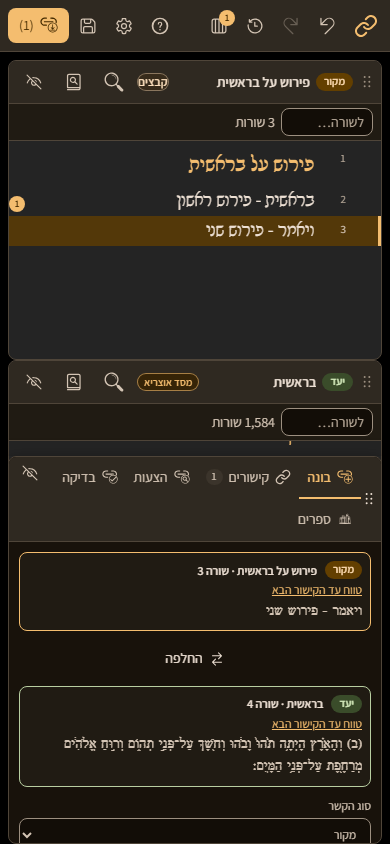 (1)
1
מקור פירוש על בראשית קבצים
לשורה... 3 שורות
1 פירוש על בראשית
2 בראשית - פירוש ראשון 1
3 ויאמר - פירוש שני
יעד בראשית מסד אוצריא
לשורה... 1,584 שורות
בונה קישורים 1 הצעות בדיקה
ספרים
מקור פירוש על בראשית · שורה 3
טווח עד הקישור הבא
ויאמר - פירוש שני
החלפה
יעד בראשית · שורה 4
טווח עד הקישור הבא
(ב) וְהָאָ֗רֶץ הָיְתָ֥ה תֹ֙הוּ֙ וָבֹ֔הוּ וְחֹ֖שֶׁךְ עַל־פְּנֵ֣י תְה֑וֹם וְר֣וּחַ אֱלֹהִ֔ים
מְרַחֶ֖פֶת עַל־פְּנֵ֥י הַמָּֽיִם:
סוג הקשר
מקור